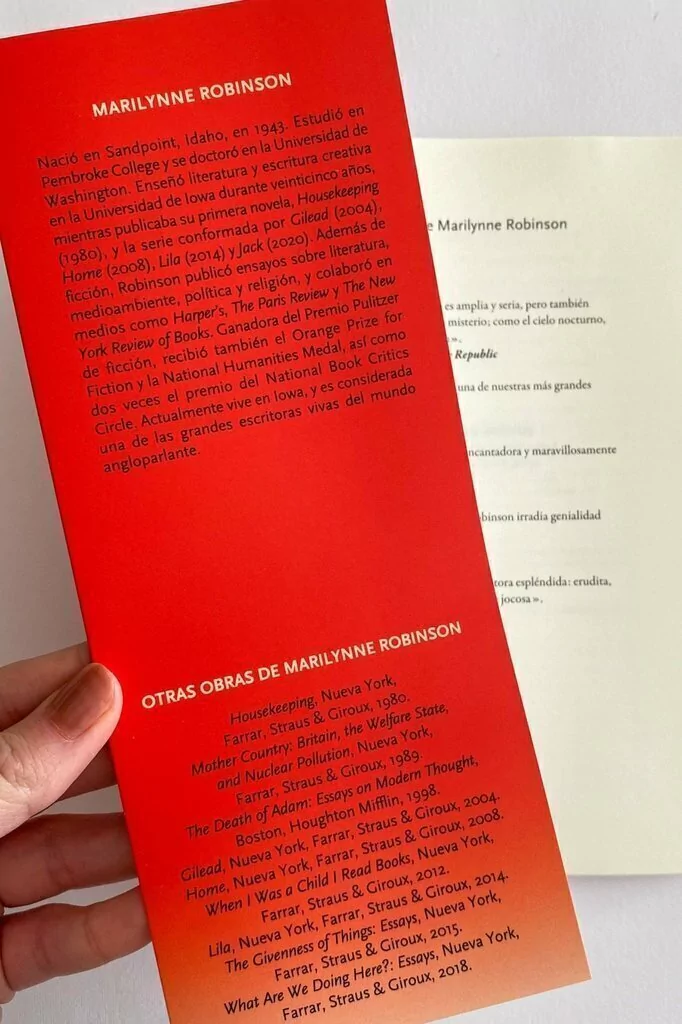 MARILYNNE ROBINSON
Nació en Sandpoint, Idaho, en 1943. Estudió en
Pembroke College y se doctoró en la Universidad de
Washington. Enseñó literatura y escritura creativa
en la Universidad de Iowa durante veinticinco años,
mientras publicaba su primera novela, Housekeeping
(1980), y la serie conformada por Gilead (2004),
Home (2008), Lila (2014) y Jack (2020). Además de
ficción, Robinson publicó ensayos sobre literatura,
medioambiente, política y religión, y colaboró en
medios como Harper's, The Paris Review y The New
York Review of Books. Ganadora del Premio Pulitzer
de ficción, recibió también el Orange Prize for
Fiction y la National Humanities Medal, así como
dos veces el premio del National Book Critics
Circle. Actualmente vive en Iowa, y es considerada
una de las grandes escritoras vivas del mundo
angloparlante.
OTRAS OBRAS DE MARILYNNE ROBINSON
Housekeeping, Nueva York,
Farrar, Straus & Giroux, 1980.
Mother Country: Britain, the Welfare State,
and Nuclear Pollution, Nueva York,
Farrar, Straus & Giroux, 1989.
The Death of Adam: Essays on Modern Thought,
Boston, Houghton Mifflin, 1998.
Gilead, Nueva York, Farrar, Straus & Giroux, 2004.
Home, Nueva York, Farrar, Straus & Giroux, 2008.
When I Was a Child I Read Books, Nueva York,
Farrar, Straus & Giroux, 2012.
Lila, Nueva York, Farrar, Straus & Giroux, 2014.
The Givenness of Things: Essays, Nueva York,
Farrar, Straus & Giroux, 2015.
What Are We Doing Here?: Essays, Nueva York,
Farrar, Straus & Giroux, 2018.
e Marilynne Robinson
es amplia y seria, pero también
misterio; como el cielo nocturno,
».
Republic
una de nuestras más grandes
ncantadora y maravillosamente
binson irradia genialidad
tora espléndida: erudita,
jocosa».